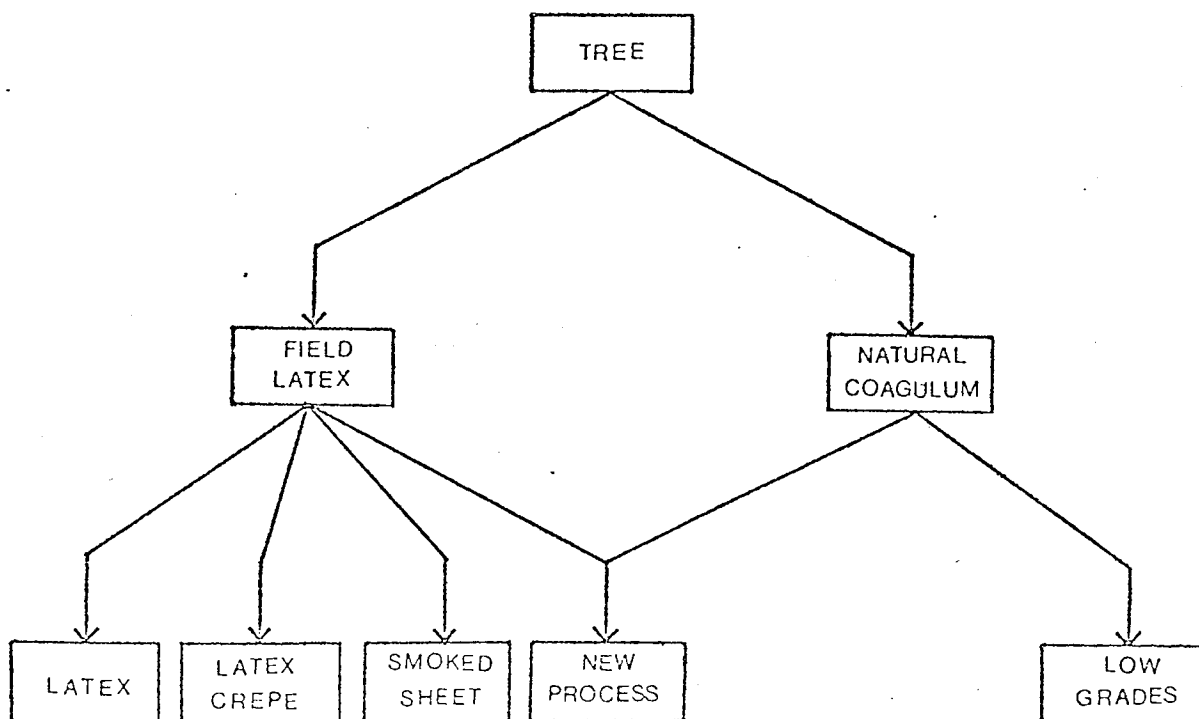 TREE
FIELD
LATEX
NATURAL
COAGULUM
LATEX
LATEX
CREPE
SMOKED
SHEET
NEW
PROCESS
LOW
GRADES